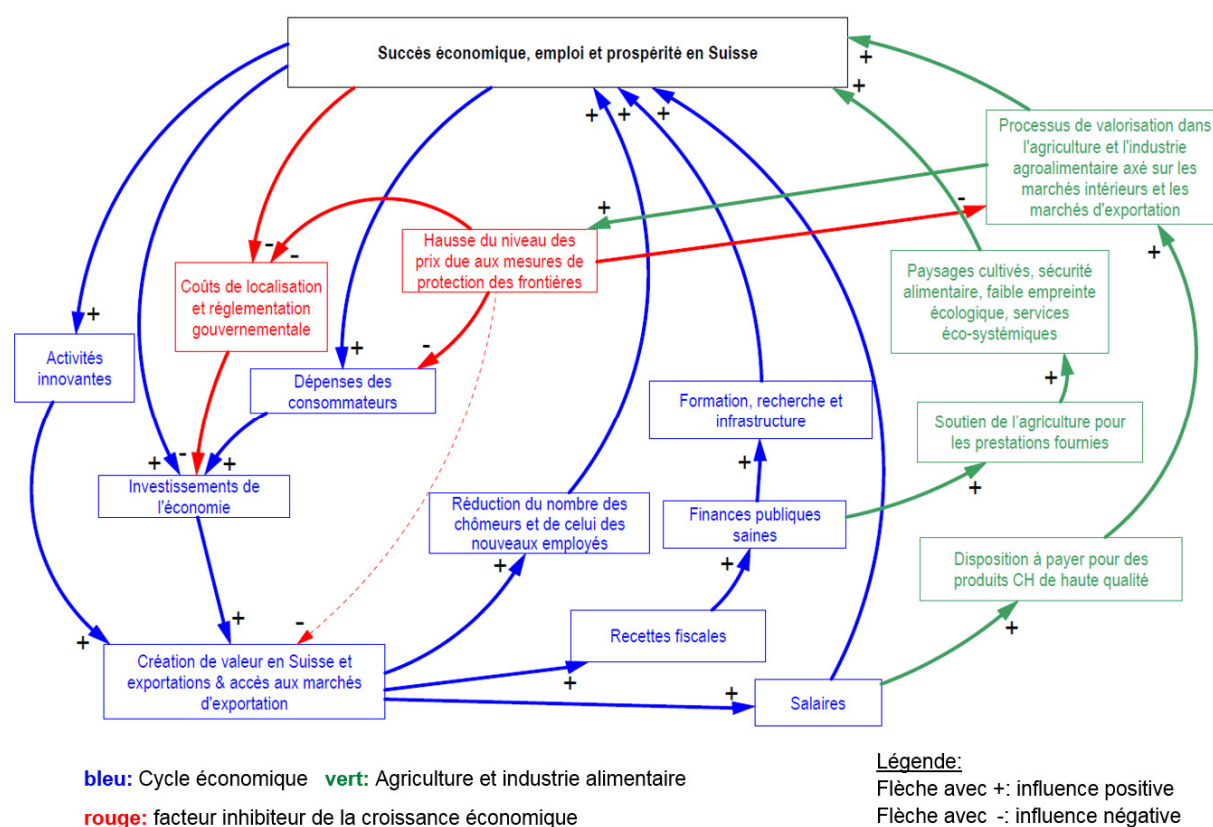 Succès économique, emploi et prospérité en Suisse
+
+
Processus de valorisation dans
l'agriculture et l'industrie
agroalimentaire axé sur les
marchés intérieurs et les
marchés d'exportation
+
+
+
+
-
Hausse du niveau des
prix due aux mesures de
protection des frontières
-
-
Coûts de localisation
et réglementation
gouvernementale
+
Paysages cultivés, sécurité
alimentaire, faible empreinte
écologique, services
éco-systémiques
+
Activités
innovantes
+
-
Dépenses des
consommateurs
+
Formation, recherche et
infrastructure
Soutien de l'agriculture pour
les prestations fournies
+
-
+
Investissements de
l'économie
+
+
Réduction du nombre des
chômeurs et de celui des
nouveaux employés
Finances publiques
saines
+
+
Disposition à payer pour des
produits CH de haute qualité
+
+
-
+
Recettes fiscales
+
Création de valeur en Suisse et
exportations & accès aux marchés
d'exportation
+
+
Salaires
bleu: Cycle économique vert: Agriculture et industrie alimentaire
rouge: facteur inhibiteur de la croissance économique
Légende:
Flèche avec +: influence positive
Flèche avec -: influence négative